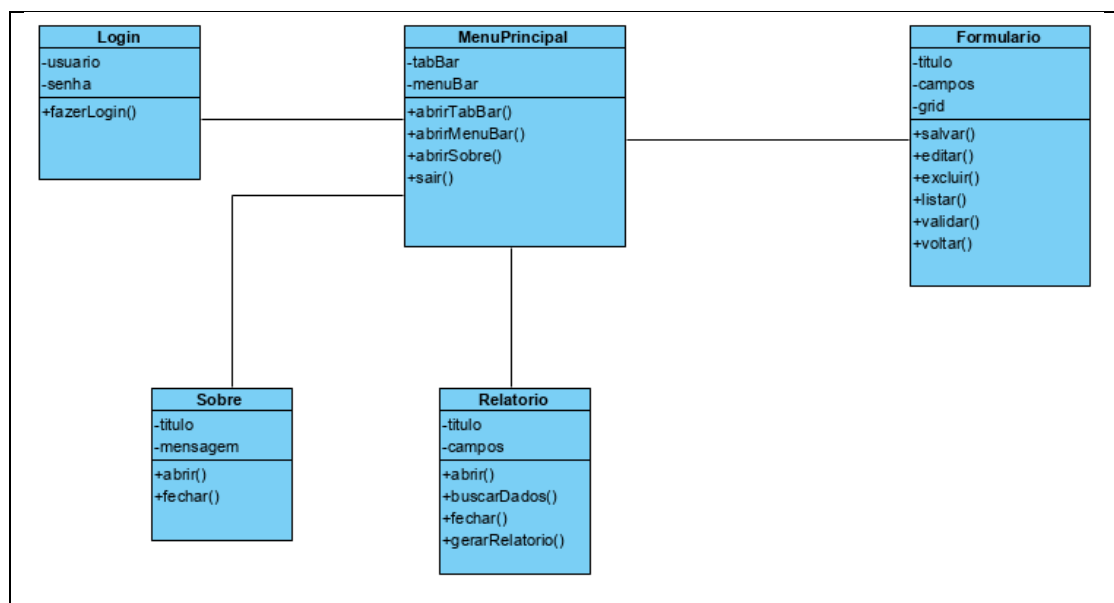 Login
-usuario
-senha
+fazerLogin()
MenuPrincipal
-tabBar
-menuBar
+abrirTabBar()
+abrirMenuBar()
+abrirSobre()
+sair()
Formulario
-titulo
-campos
-grid
+salvar()
+editar()
+excluir()
+listar()
+validar()
+voltar()
Sobre
-titulo
-mensagem
+abrir()
+fechar()
Relatorio
-titulo
-campos
+abrir()
+buscarDados()
+fechar()
+gerarRelatorio()